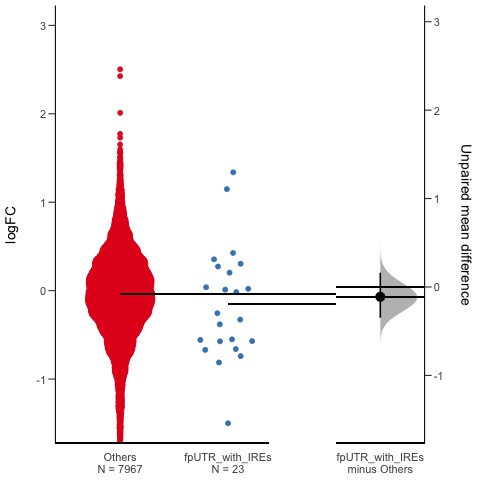 3
2
1
0
-1
logFC
Others
N = 7967
fpUTR_with_IREs
N = 23
3
2
1
0
-1
Unpaired mean difference
fpUTR_with_IREs
minus Others